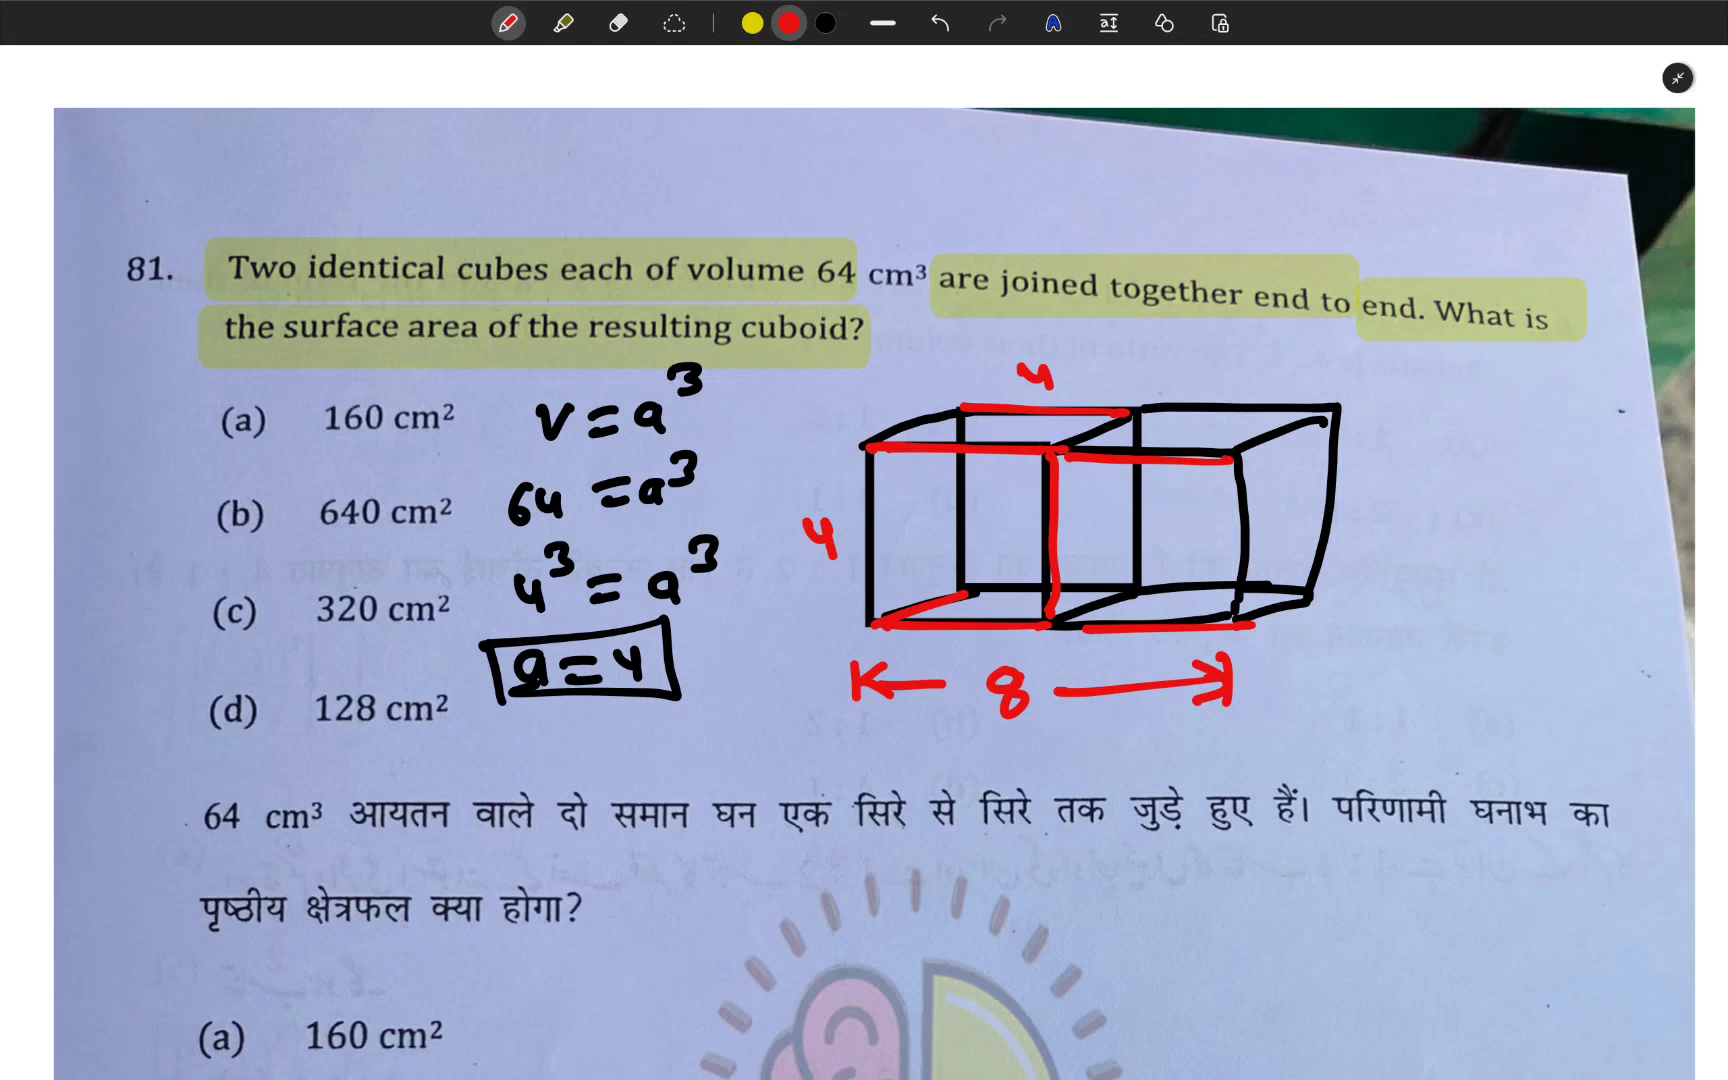 81. Two identical cubes each of volume 64 cm³ are joined together end to end. What is
the surface area of the resulting cuboid?
(a) 160 cm²
(b) 640 cm²
(c) 320 cm²
(d) 128 cm²
V = a³
64 = a³
4³ = a³
a = 4
4
4
8
64 cm³ आयतन वाले दो समान घन एक सिरे से सिरे तक जुड़े हुए हैं। परिणामी घनाभ का
पृष्ठीय क्षेत्रफल क्या होगा?
(a) 160 cm²